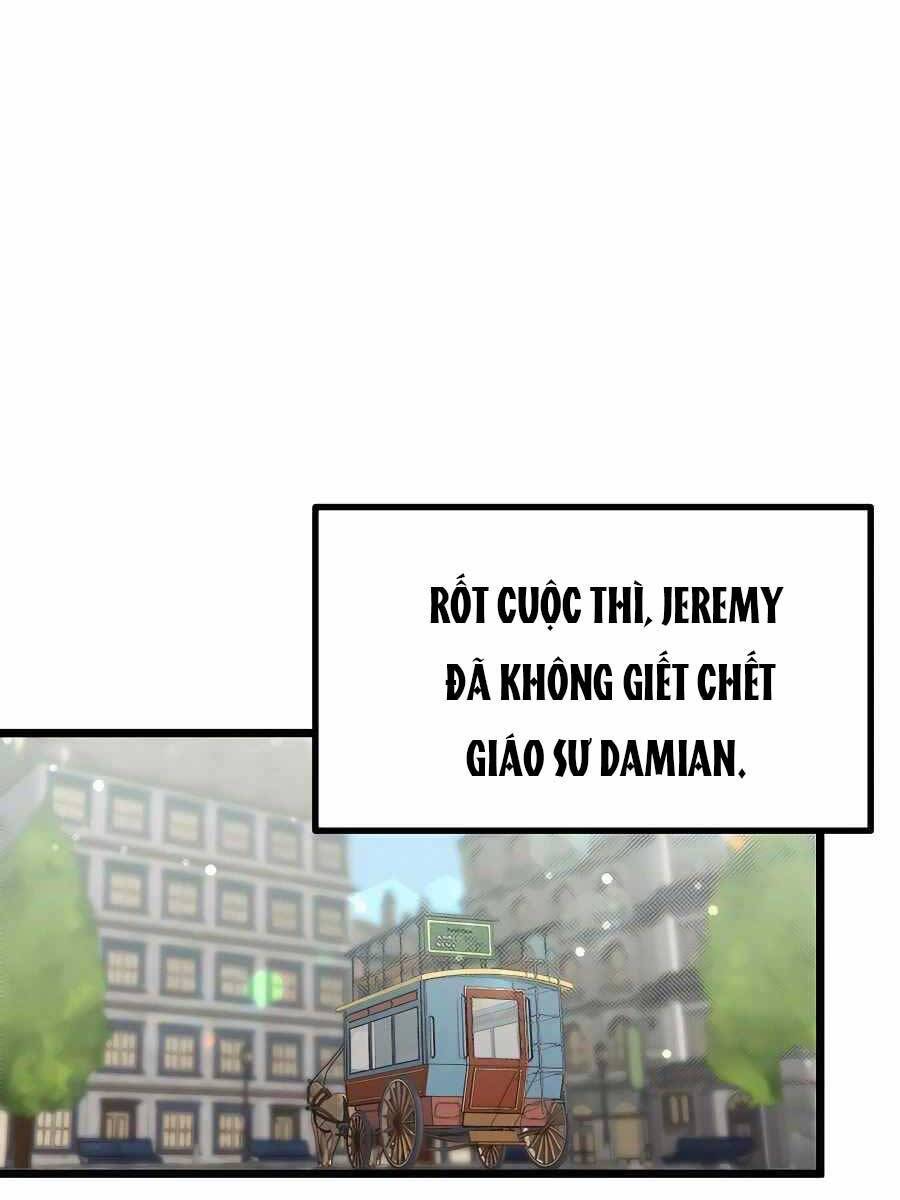 RỐT CUỘC THÌ, JEREMY
ĐÃ KHÔNG GIẾT CHẾT
GIÁO SƯ DAMIAN.